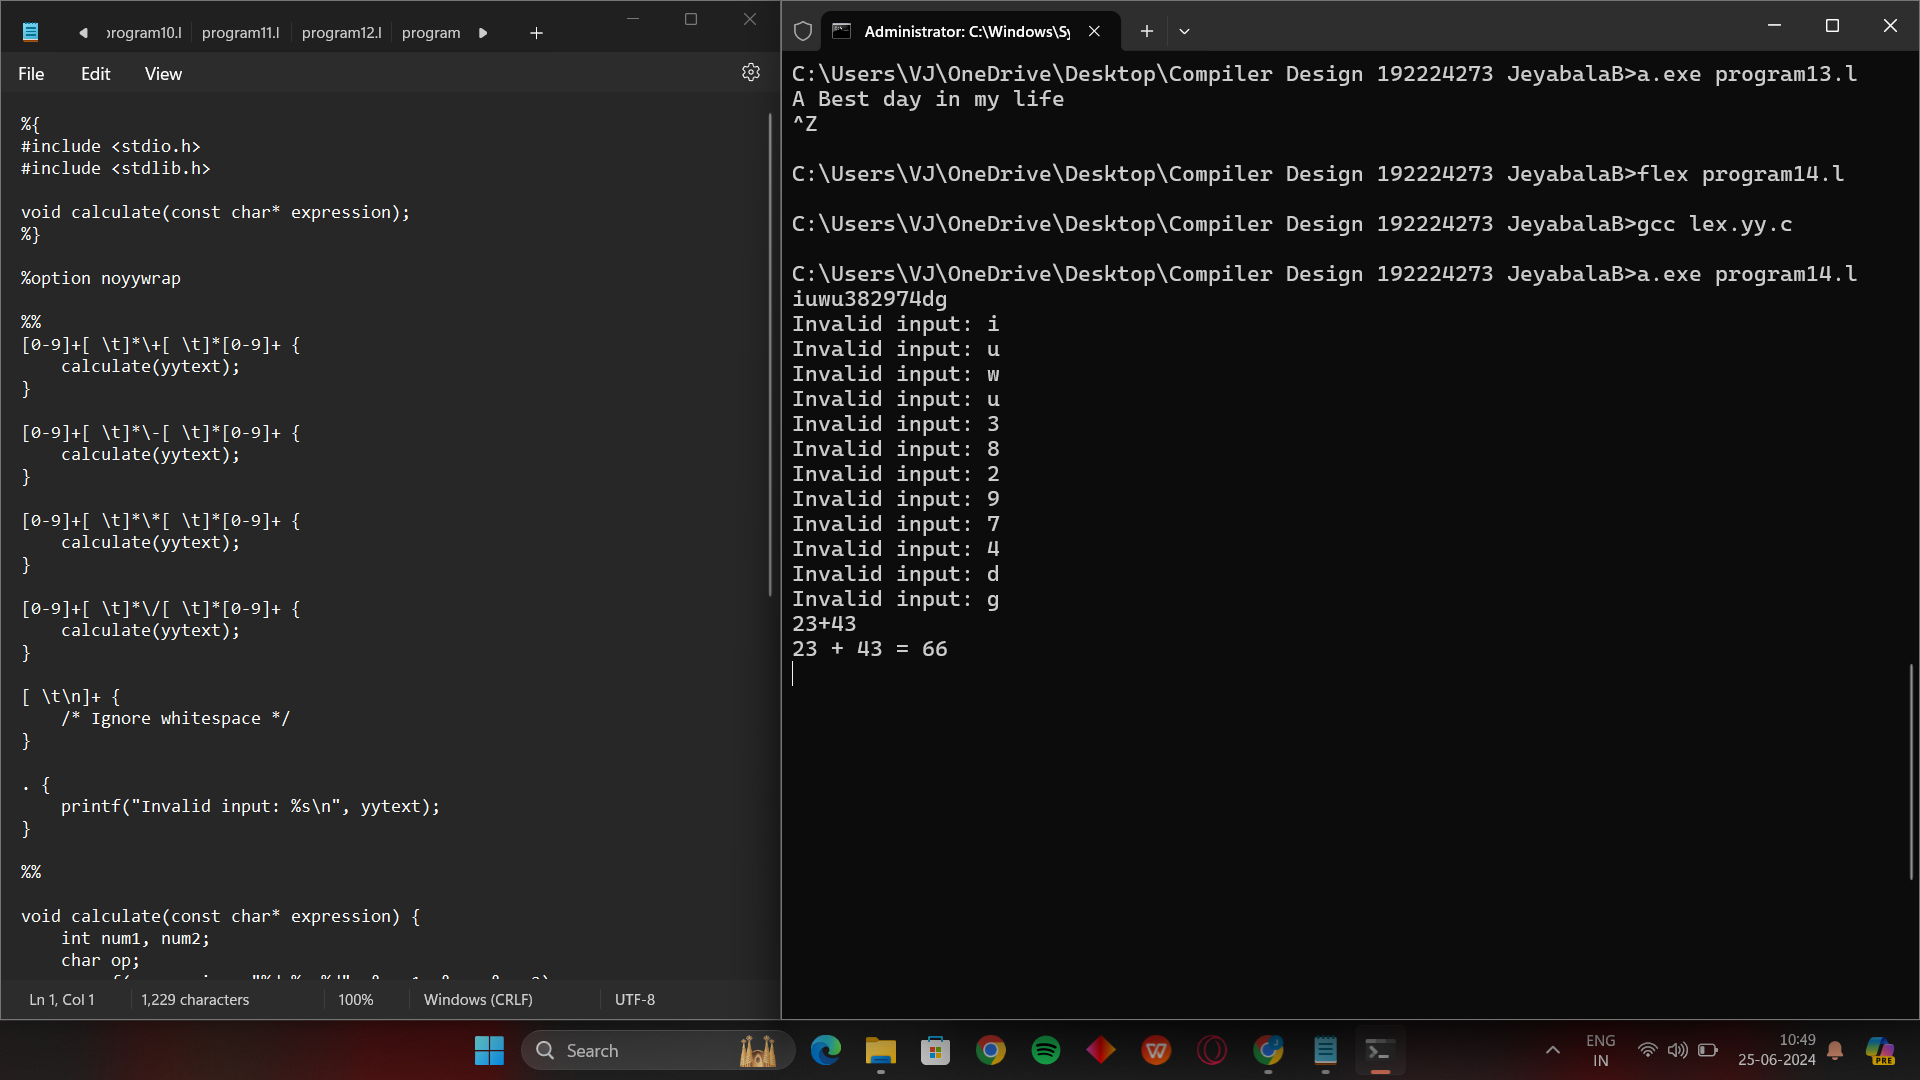 program10.l
program11.l
program12.l
program
File
Edit
View
%{
#include <stdio.h>
#include <stdlib.h>
void calculate(const char* expression);
%}
%option noyywrap
%%
[0-9]+[ \t]*\+[ \t]*[0-9]+ {
    calculate(yytext);
}
[0-9]+[ \t]*\-[ \t]*[0-9]+ {
    calculate(yytext);
}
[0-9]+[ \t]*\*[ \t]*[0-9]+ {
    calculate(yytext);
}
[0-9]+[ \t]*\/[ \t]*[0-9]+ {
    calculate(yytext);
}
[ \t\n]+ {
    /* Ignore whitespace */
}
. {
    printf("Invalid input: %s\n", yytext);
}
%%
void calculate(const char* expression) {
    int num1, num2;
    char op;
Ln 1, Col 1
1,229 characters
100%
Windows (CRLF)
UTF-8
Administrator: C:\Windows\Sy
C:\Users\VJ\OneDrive\Desktop\Compiler Design 192224273 JeyabalaB>a.exe program13.l
A Best day in my life
^Z
C:\Users\VJ\OneDrive\Desktop\Compiler Design 192224273 JeyabalaB>flex program14.l
C:\Users\VJ\OneDrive\Desktop\Compiler Design 192224273 JeyabalaB>gcc lex.yy.c
C:\Users\VJ\OneDrive\Desktop\Compiler Design 192224273 JeyabalaB>a.exe program14.l
iuwu382974dg
Invalid input: i
Invalid input: u
Invalid input: w
Invalid input: u
Invalid input: 3
Invalid input: 8
Invalid input: 2
Invalid input: 9
Invalid input: 7
Invalid input: 4
Invalid input: d
Invalid input: g
23+43
23 + 43 = 66
Search
ENG
IN
10:49
25-06-2024
PRE